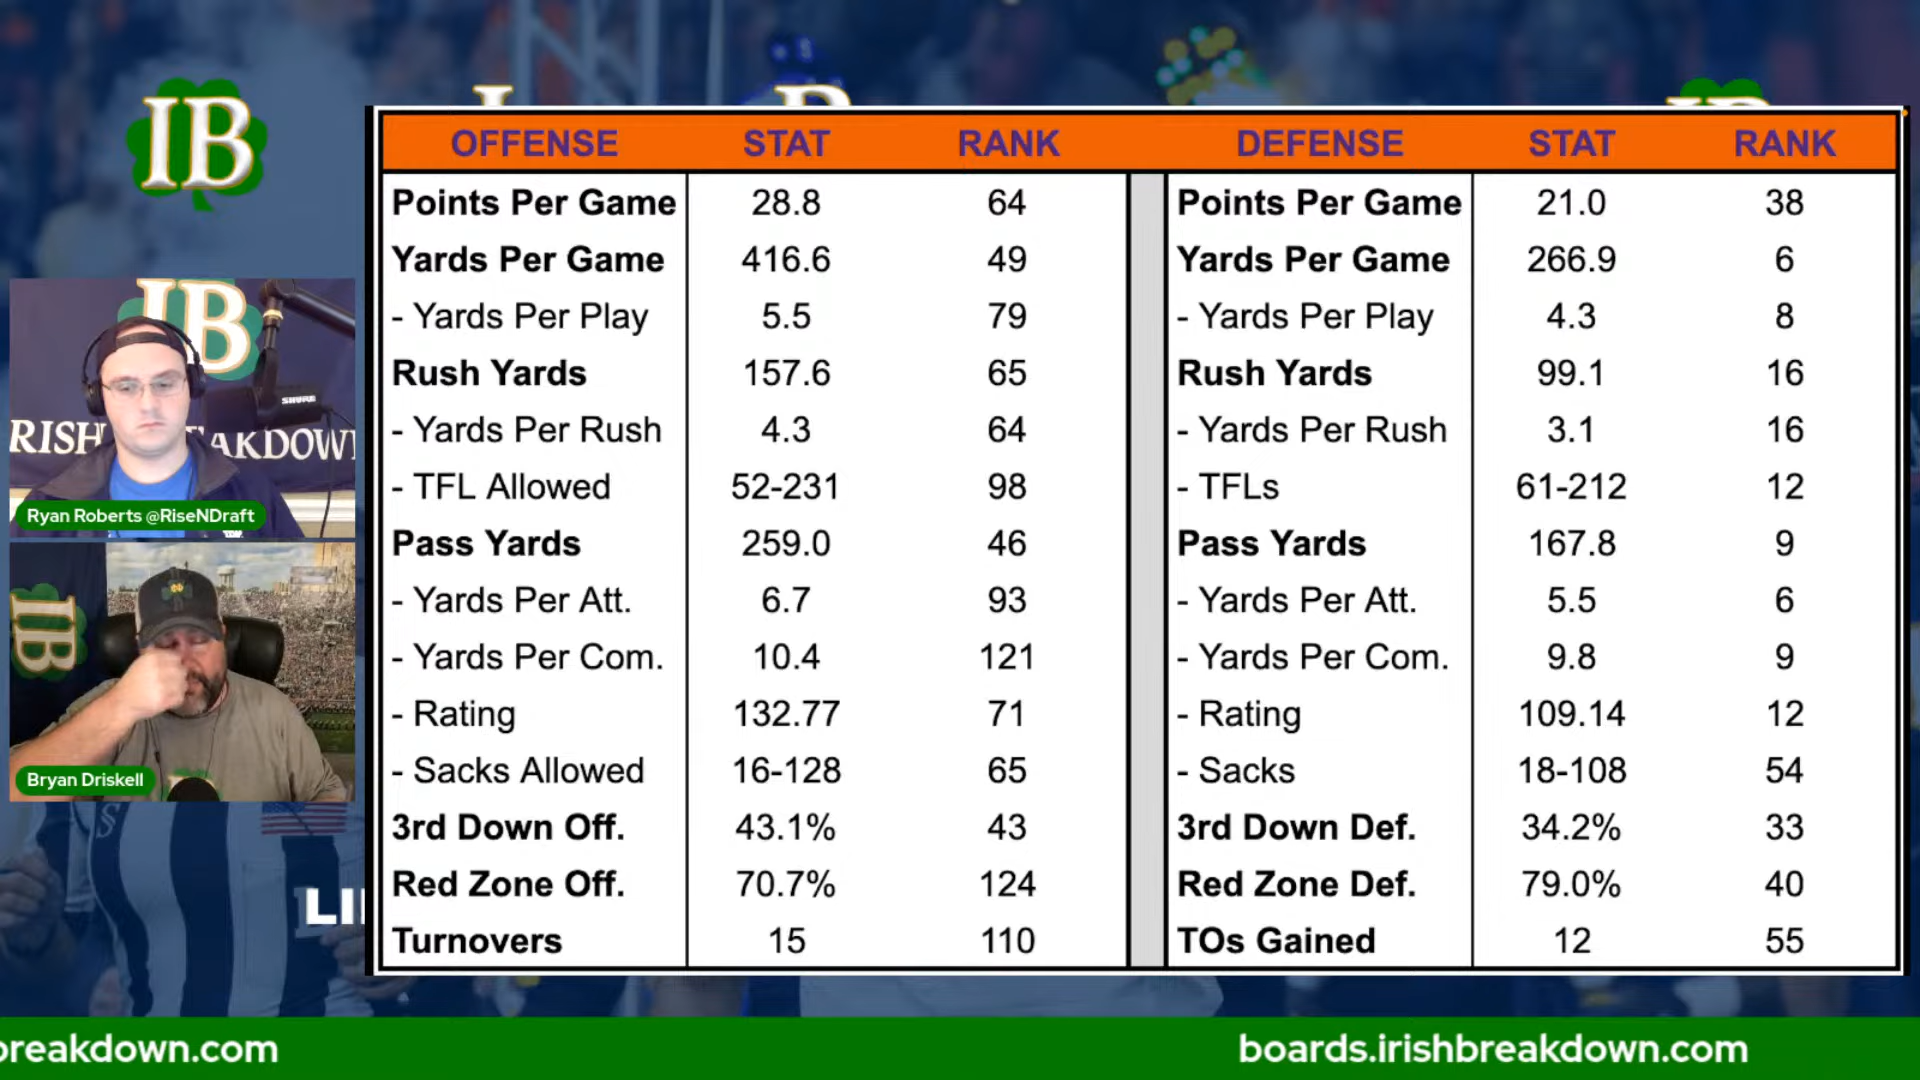 IB
OFFENSE STAT RANK DEFENSE STAT RANK
Points Per Game 28.8 64 Points Per Game 21.0 38
Yards Per Game 416.6 49 Yards Per Game 266.9 6
- Yards Per Play 5.5 79 - Yards Per Play 4.3 8
Rush Yards 157.6 65 Rush Yards 99.1 16
- Yards Per Rush 4.3 64 - Yards Per Rush 3.1 16
- TFL Allowed 52-231 98 - TFLs 61-212 12
Pass Yards 259.0 46 Pass Yards 167.8 9
- Yards Per Att. 6.7 93 - Yards Per Att. 5.5 6
- Yards Per Com. 10.4 121 - Yards Per Com. 9.8 9
- Rating 132.77 71 - Rating 109.14 12
- Sacks Allowed 16-128 65 - Sacks 18-108 54
3rd Down Off. 43.1% 43 3rd Down Def. 34.2% 33
Red Zone Off. 70.7% 124 Red Zone Def. 79.0% 40
Turnovers 15 110 TOs Gained 12 55
IB
SHURE
RISH AKDOW
Ryan Roberts @RiseNDraft
IB
Bryan Driskell
LI
breakdown.com boards.irishbreakdown.com